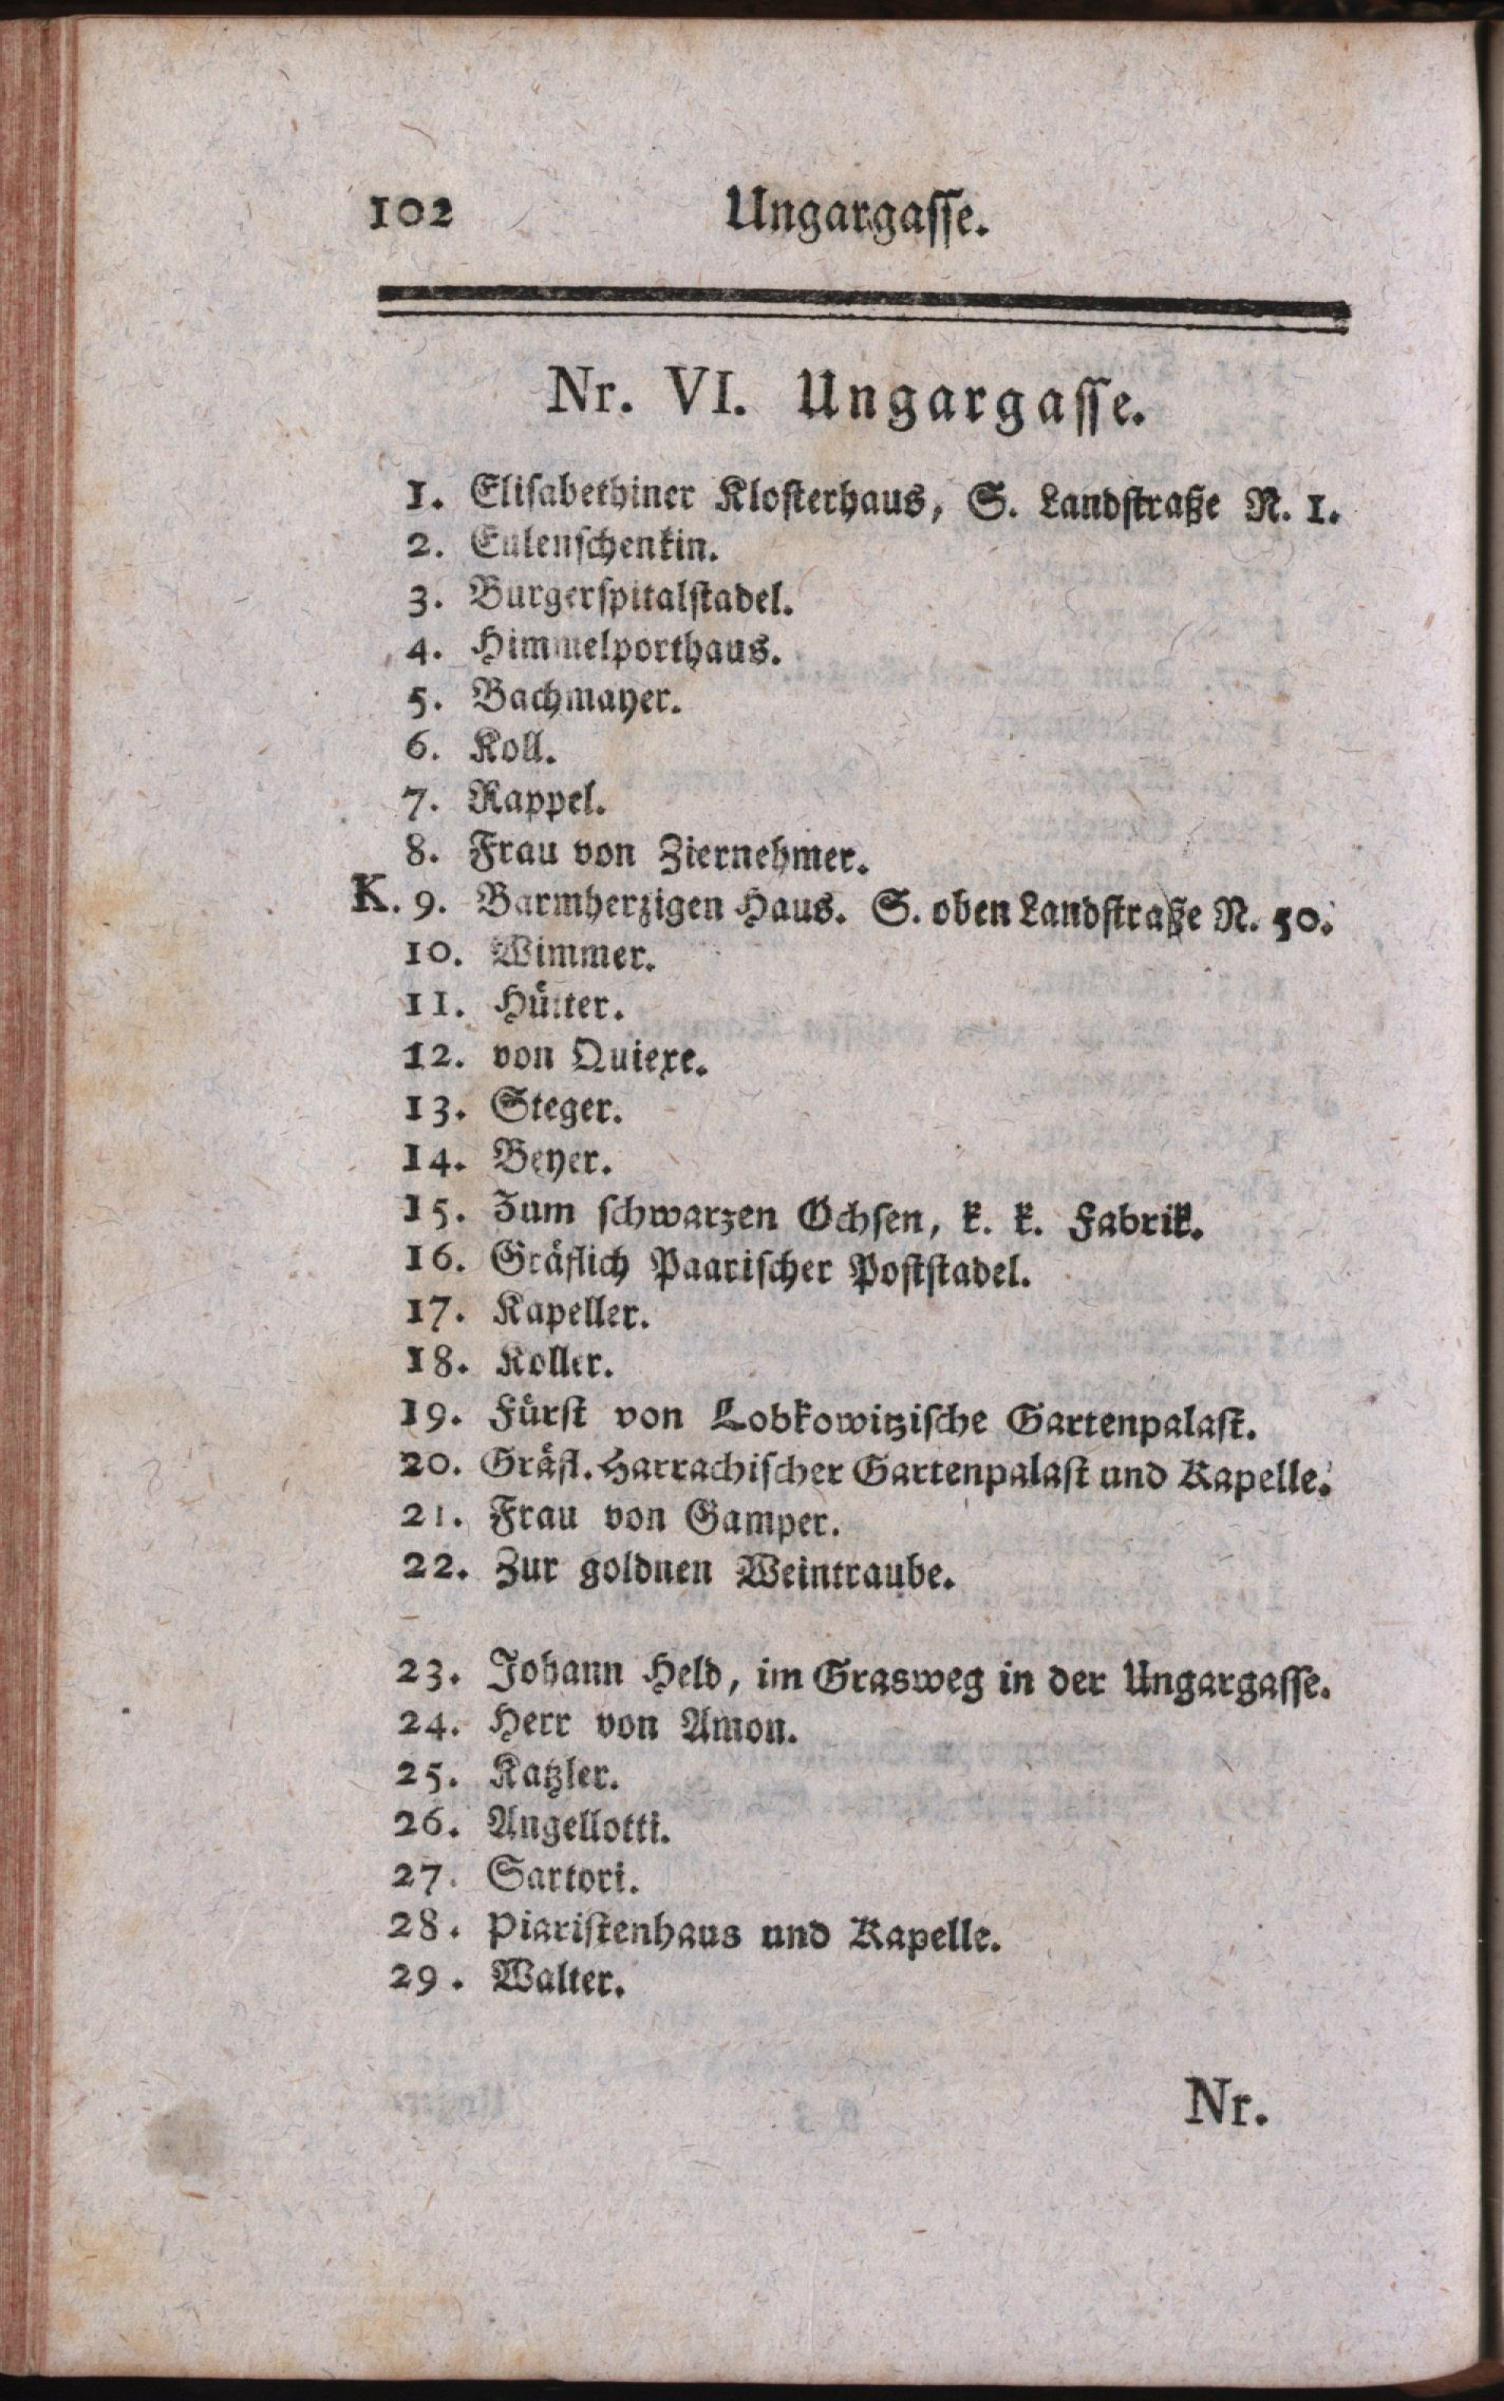 102 Ungargasse.
Nr. VI. Ungargasse.
1. Elisabethiner Klosterhaus, S. Landstraße N. 1.
2. Eulenschenkin.
3. Burgerspitalstadel.
4. Himmelporthaus.
5. Bachmayer.
6. Koll.
7. Rappel.
8. Frau von Ziernehmer.
K. 9. Barmherzigen Haus. S. oben Landstraße N. 50.
10. Wimmer.
11. Hütter.
12. von Quiexe.
13. Steger.
14. Beyer.
15. Zum schwarzen Ochsen, k. k. Fabrik.
16. Gräflich Paarischer Poststadel.
17. Kapeller.
18. Koller.
19. Fürst von Lobkowitzische Gartenpalast.
20. Gräfl. Harrachischer Gartenpalast und Kapelle.
21. Frau von Gamper.
22. Zur goldnen Weintraube.
23. Johann Held, im Grasweg in der Ungargasse.
24. Herr von Amon.
25. Katzler.
26. Angellotti.
27. Sartori.
28. Piaristenhaus und Kapelle.
29. Walter.
Nr.